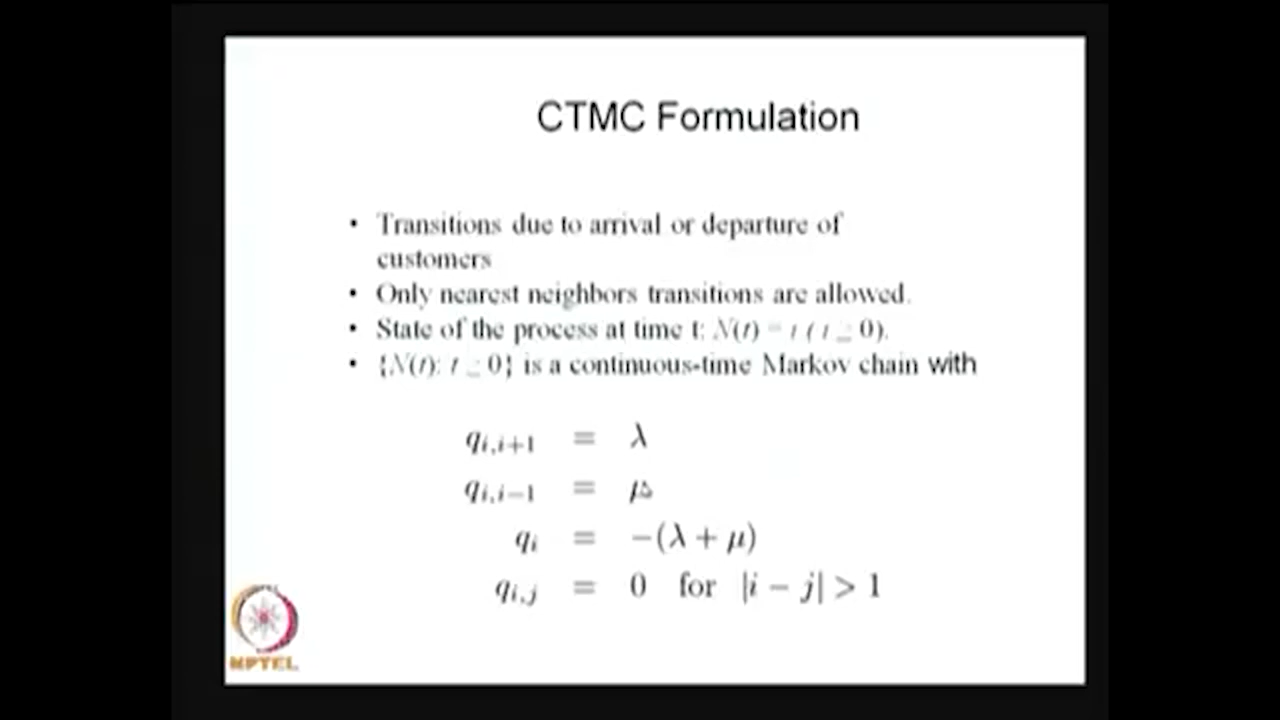 CTMC Formulation
• Transitions due to arrival or departure of
customers
• Only nearest neighbors transitions are allowed.
• State of the process at time t: N(t) = i ( i ≥ 0).
• {N(t): t ≥ 0} is a continuous-time Markov chain with
q_{i,i+1} = λ
q_{i,i−1} = μ
q_i = −(λ + μ)
q_{i,j} = 0 for |i − j| > 1
NPTEL